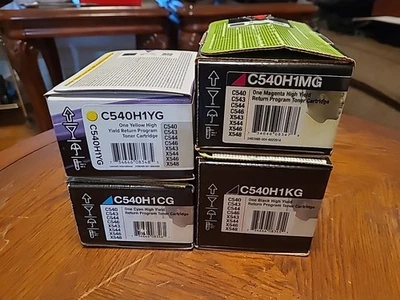 C540H1YG
One Yellow High
Yield Return Program
Toner Cartridge
C540H1YG
C540
C543
C544
C546
X543
X544
X546
X548
C540H1MG
One Magenta High Yield
Return Program Toner Cartridge
C540
C543
C544
C546
X543
X544
X546
X548
C540H1CG
One Cyan High Yield
Return Program Toner Cartridge
C540
C543
C544
C546
X543
X544
X546
X548
C540H1KG
One Black High Yield
Return Program Toner Cartridge
C540
C543
C544
C546
X543
X544
X546
X548